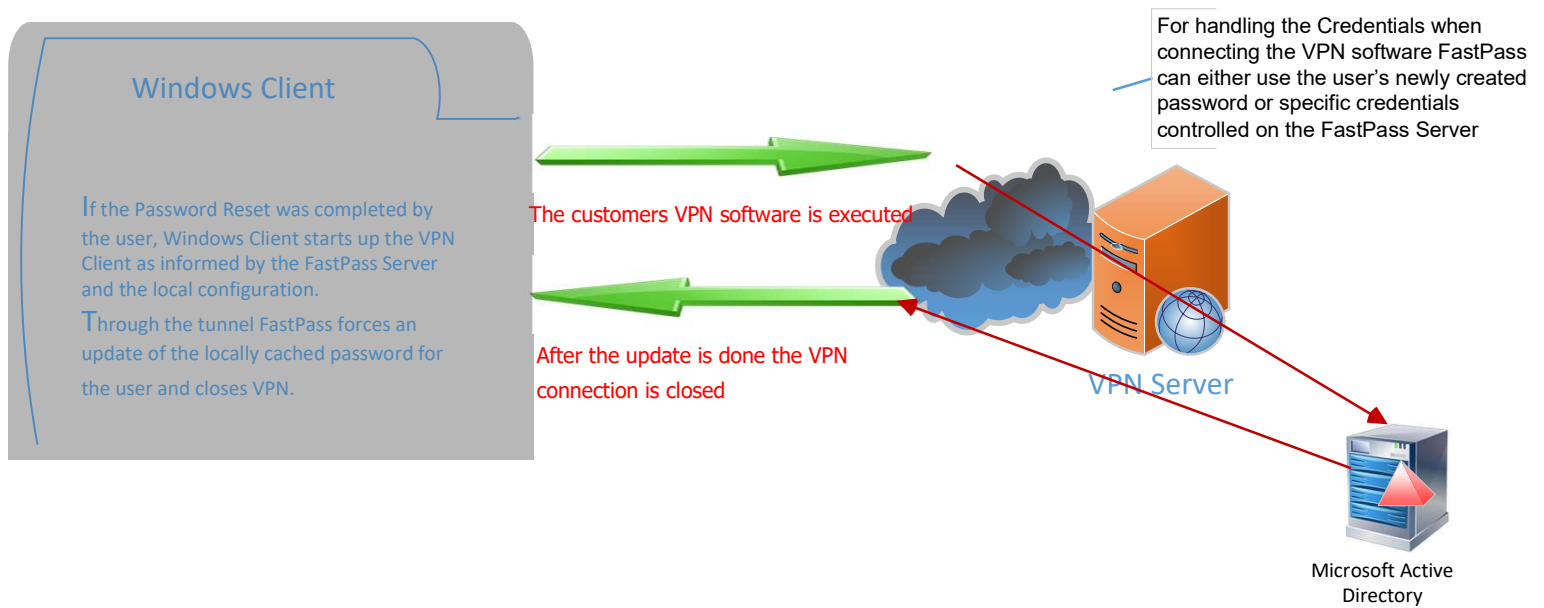 Windows Client
If the Password Reset was completed by
the user, Windows Client starts up the VPN
Client as informed by the FastPass Server
and the local configuration.
Through the tunnel FastPass forces an
update of the locally cached password for
the user and closes VPN.
The customers VPN software is executed
After the update is done the VPN
connection is closed
For handling the Credentials when
connecting the VPN software FastPass
can either use the user's newly created
password or specific credentials
controlled on the FastPass Server
VPN Server
Microsoft Active
Directory